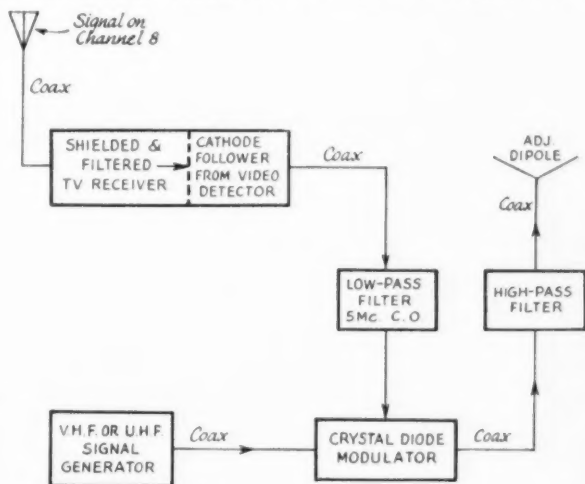 Signal on
Channel 8
Coax
SHIELDED &
FILTERED
TV RECEIVER
CATHODE
FOLLOWER
FROM VIDEO
DETECTOR
Coax
ADJ.
DIPOLE
Coax
LOW-PASS
FILTER
5Mc. C.O
HIGH-PASS
FILTER
V.H.F. OR U.H.F.
SIGNAL
GENERATOR
Coax
CRYSTAL DIODE
MODULATOR
Coax